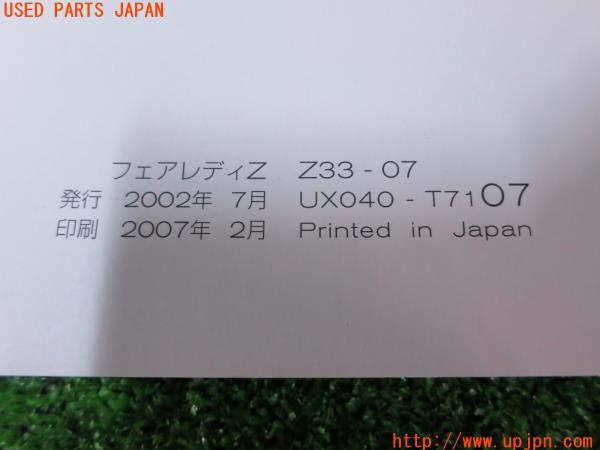 USED PARTS JAPAN
フェアレディZ Z33 - 07
発行 2002年 7月 UX040 - T7107
印刷 2007年 2月 Printed in Japan
http://www.upjpn.com/